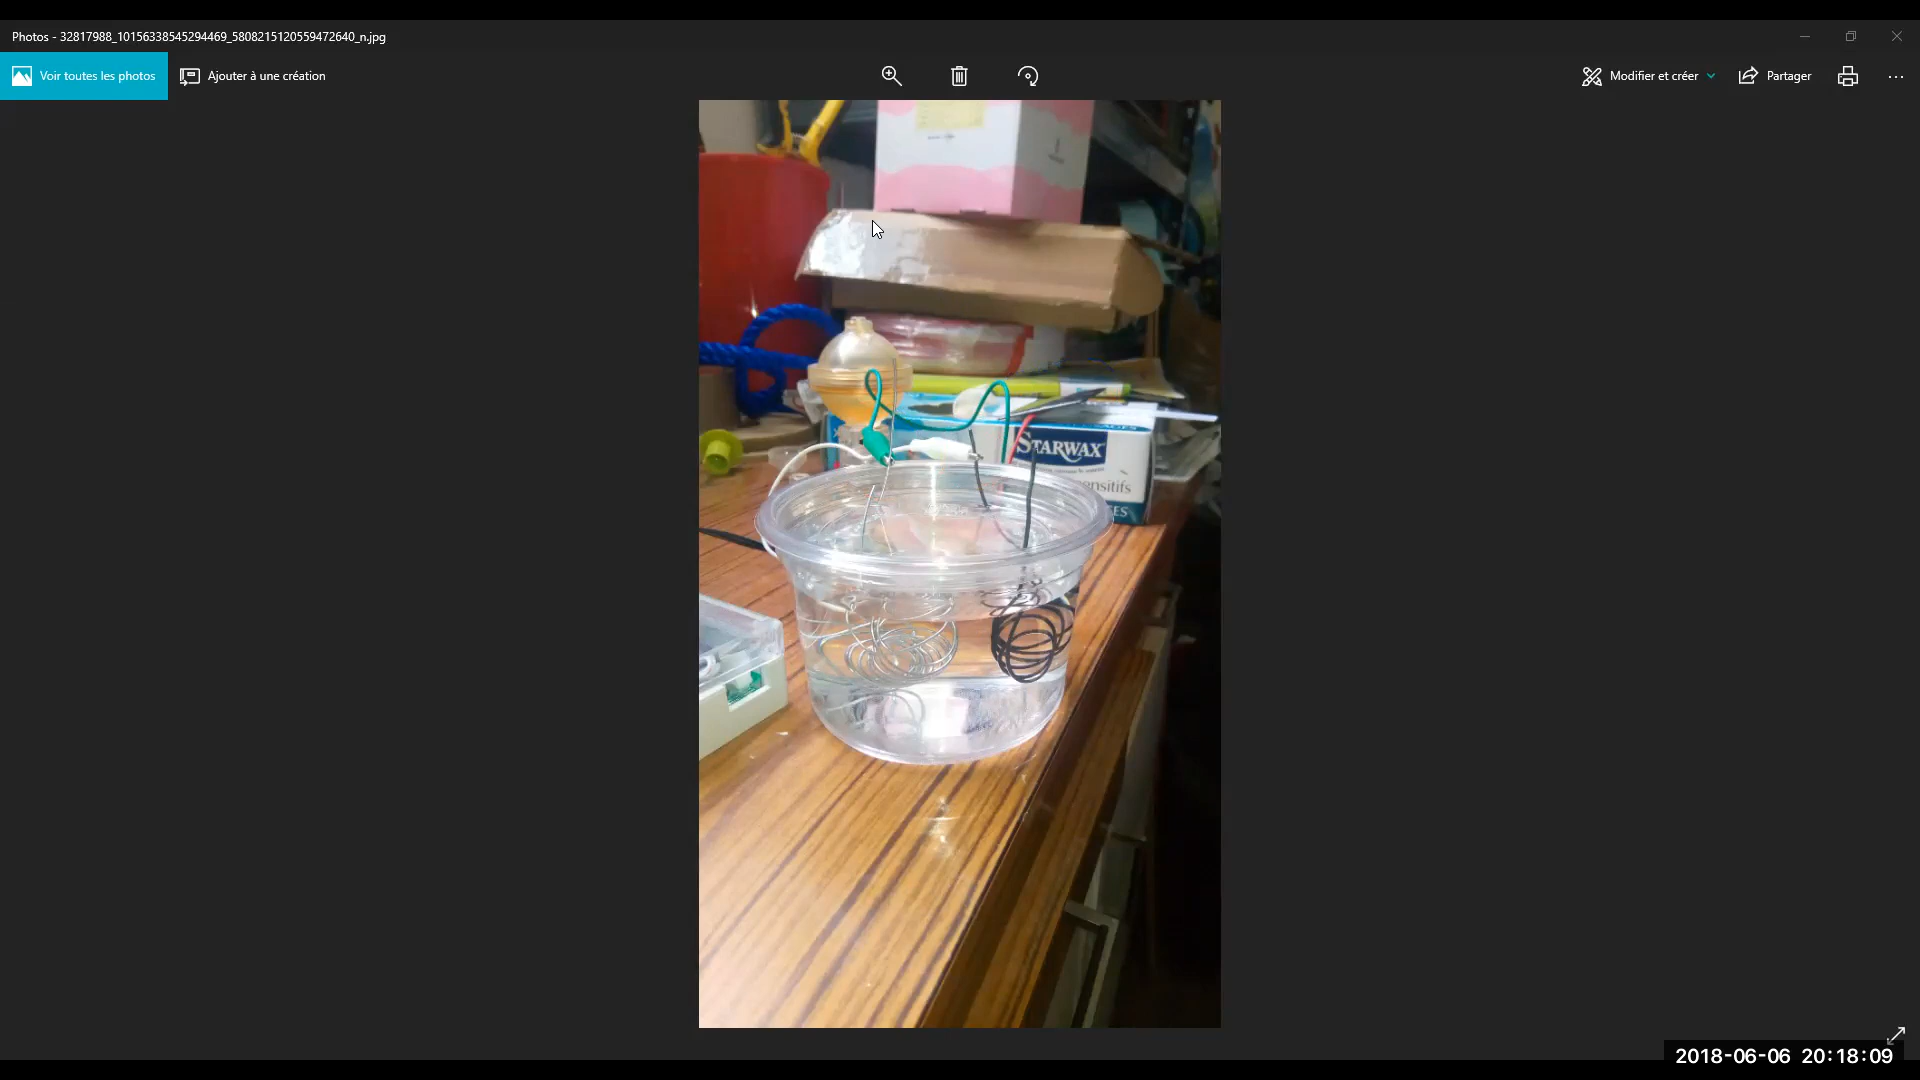 Photos - 32817988_10156338545294469_5808215120559472640_n.jpg
Voir toutes les photos
Ajouter à une création
Modifier et créer
Partager
STARWAX
ensitifs
2018-06-06 20:18:09